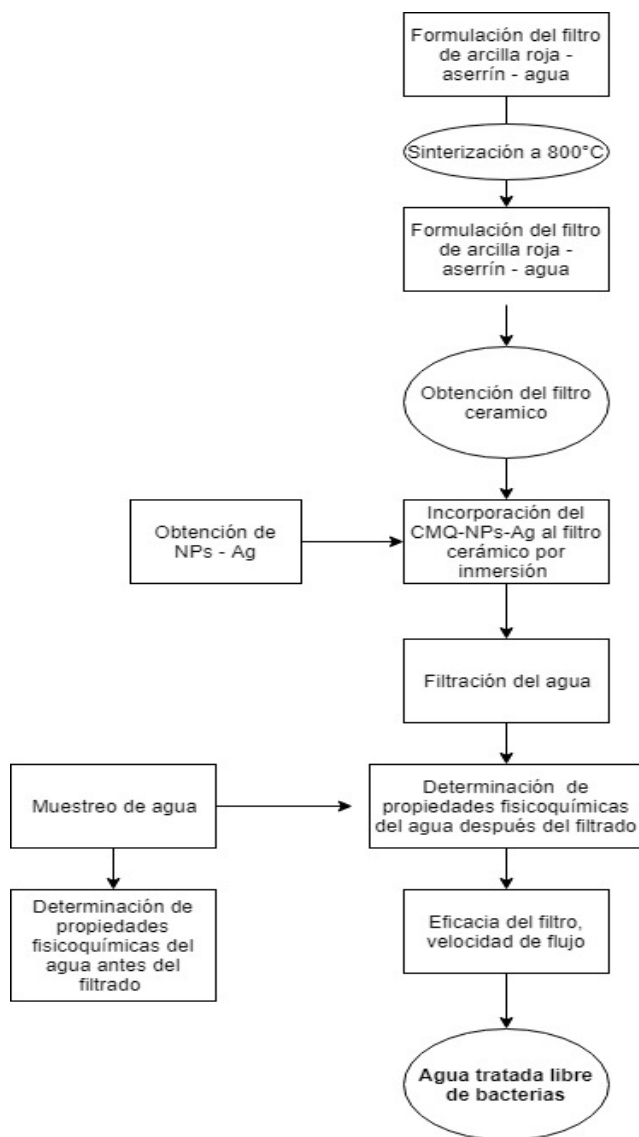 Formulación del filtro
de arcilla roja -
aserrín - agua
Sinterización a 800°C
Formulación del filtro
de arcilla roja -
aserrín - agua
Obtención del filtro
ceramico
Obtención de
NPs - Ag
Incorporación del
CMQ-NPs-Ag al filtro
cerámico por
inmersión
Filtración del agua
Muestreo de agua
Determinación de
propiedades fisicoquímicas
del agua después del filtrado
Determinación de
propiedades
fisicoquímicas del
agua antes del
filtrado
Eficacia del filtro,
velocidad de flujo
Agua tratada libre
de bacterias